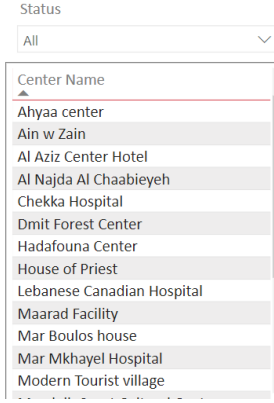 Status
All
Center Name
Ahyaa center
Ain w Zain
Al Aziz Center Hotel
Al Najda Al Chaabieyeh
Chekka Hospital
Dmit Forest Center
Hadafouna Center
House of Priest
Lebanese Canadian Hospital
Maarad Facility
Mar Boulos house
Mar Mkhayel Hospital
Modern Tourist village